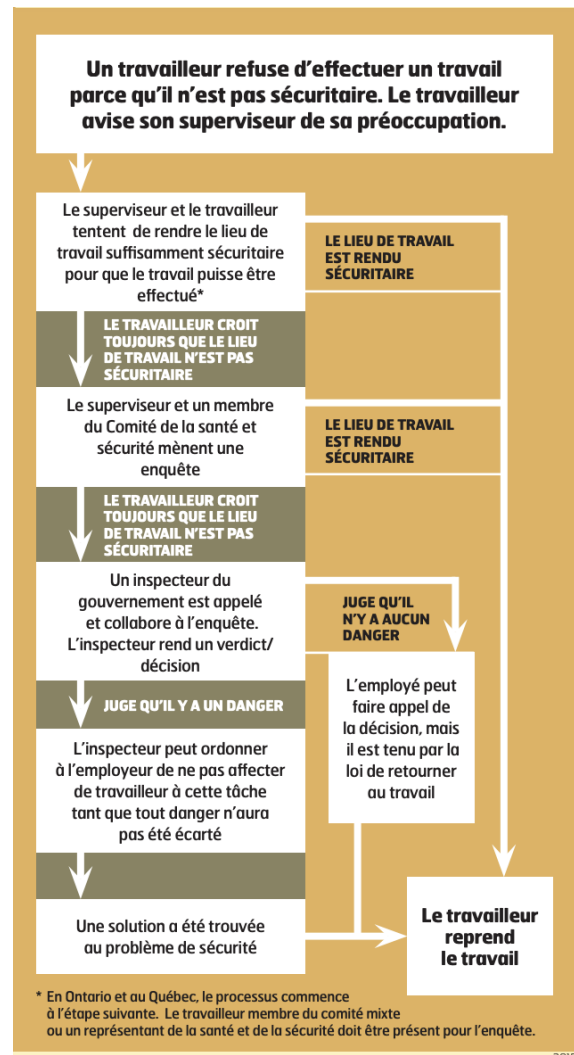 Un travailleur refuse d'effectuer un travail
parce qu'il n'est pas sécuritaire. Le travailleur
avise son superviseur de sa préoccupation.
Le superviseur et le travailleur
tentent de rendre le lieu de
travail suffisamment sécuritaire
pour que le travail puisse être
effectué*
LE LIEU DE TRAVAIL
EST RENDU
SÉCURITAIRE
LE TRAVAILLEUR CROIT
TOUJOURS QUE LE LIEU
DE TRAVAIL N'EST PAS
SÉCURITAIRE
Le superviseur et un membre
du Comité de la santé et
sécurité mènent une
enquête
LE LIEU DE TRAVAIL
EST RENDU
SÉCURITAIRE
LE TRAVAILLEUR CROIT
TOUJOURS QUE LE LIEU
DE TRAVAIL N'EST PAS
SÉCURITAIRE
Un inspecteur du
gouvernement est appelé
et collabore à l'enquête.
L'inspecteur rend un verdict/
décision
JUGE QU'IL
N'Y A AUCUN
DANGER
L'employé peut
faire appel de
la décision, mais
il est tenu par la
loi de retourner
au travail
JUGE QU'IL Y A UN DANGER
L'inspecteur peut ordonner
à l'employeur de ne pas affecter
de travailleur à cette tâche
tant que tout danger n'aura
pas été écarté
Une solution a été trouvée
au problème de sécurité
Le travailleur
reprend
le travail
* En Ontario et au Québec, le processus commence
à l'étape suivante. Le travailleur membre du comité mixte
ou un représentant de la santé et de la sécurité doit être présent pour l'enquête.